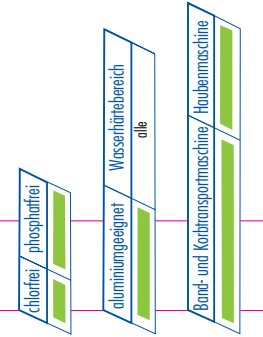 chlorfrei
phosphatfrei
aluminiumgeeignet
Wasserhärtebereich
alle
Band- und Korbtransportmaschine
Haubenmaschine